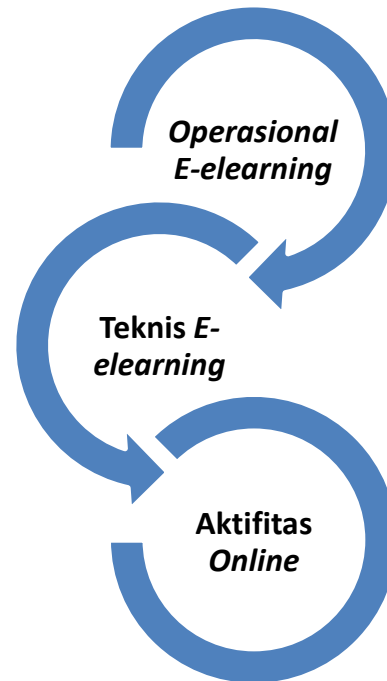 Operasional
E-elearning
Teknis E-
elearning
Aktifitas
Online